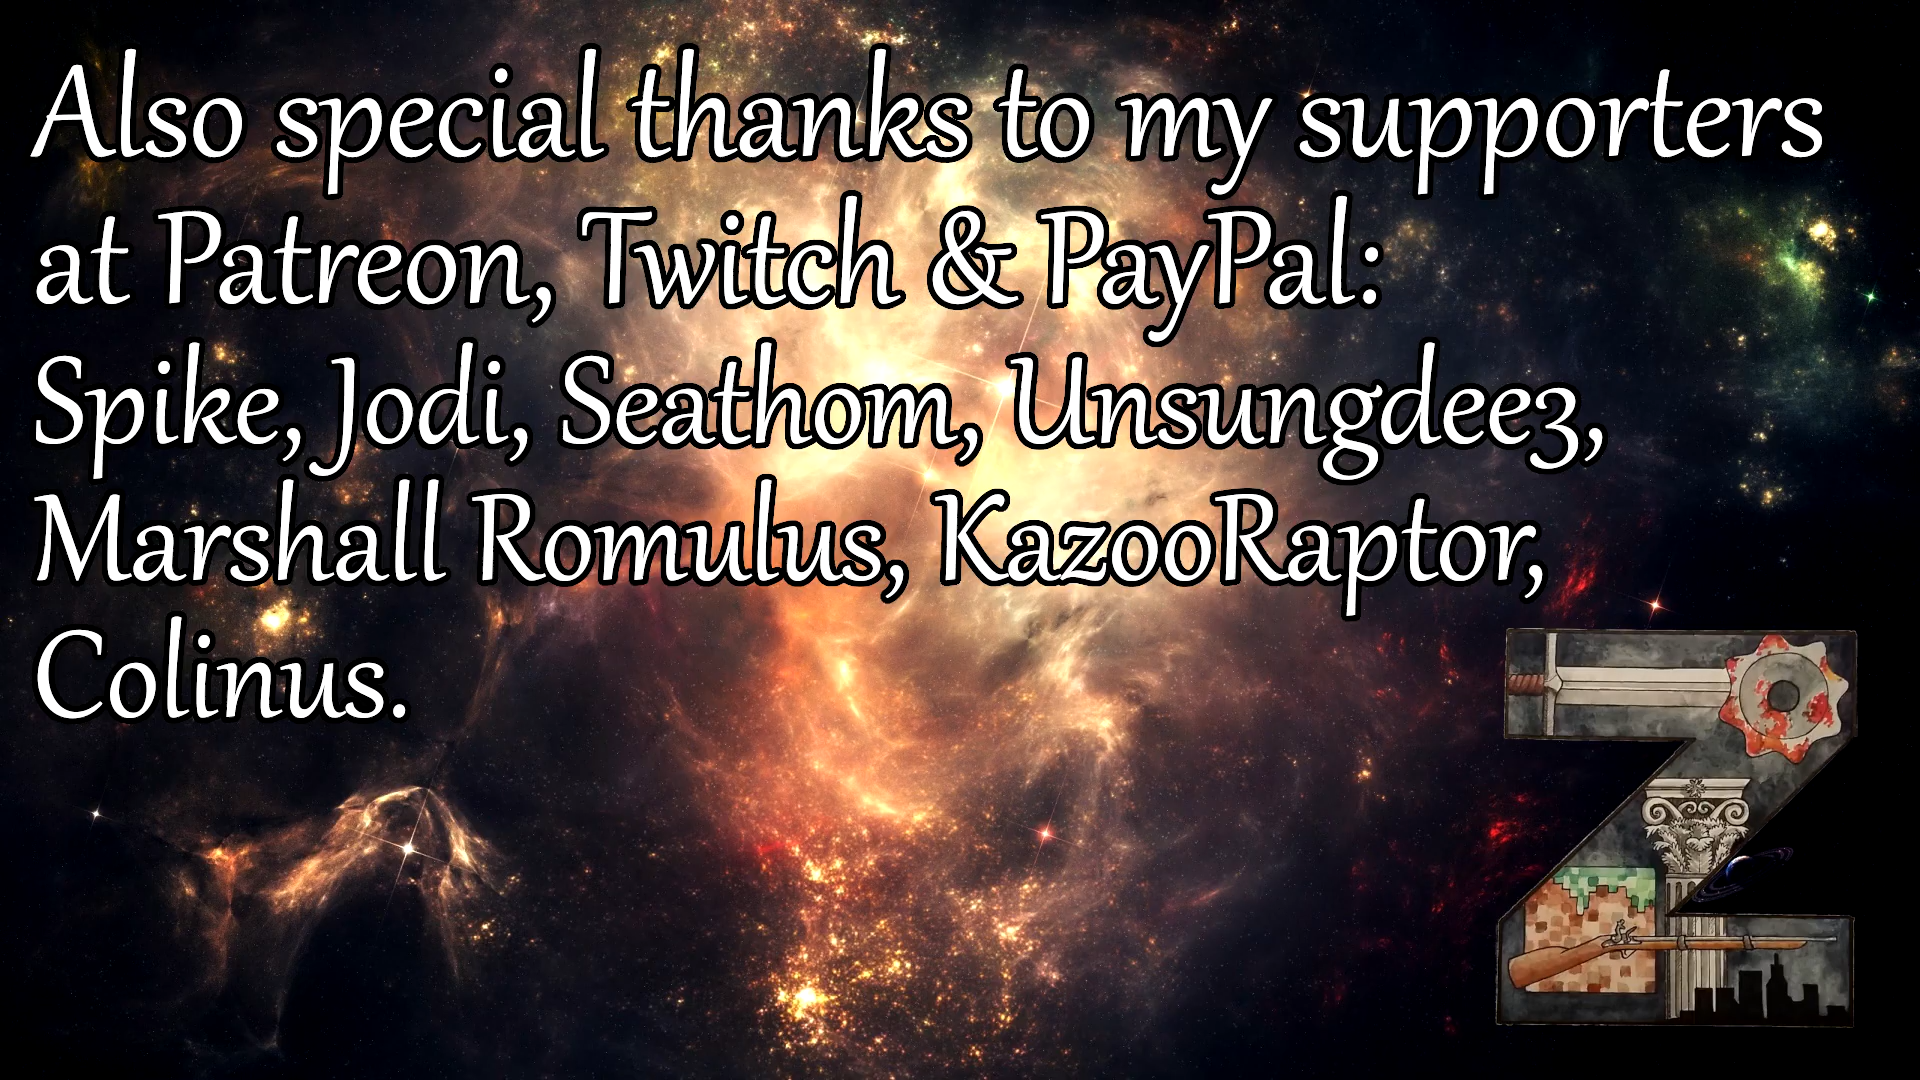 Also special thanks to my supporters
at Patreon, Twitch & PayPal:
Spike, Jodi, Seathom, Unsungdee3,
Marshall Romulus, KazooRaptor,
Colinus.
Z